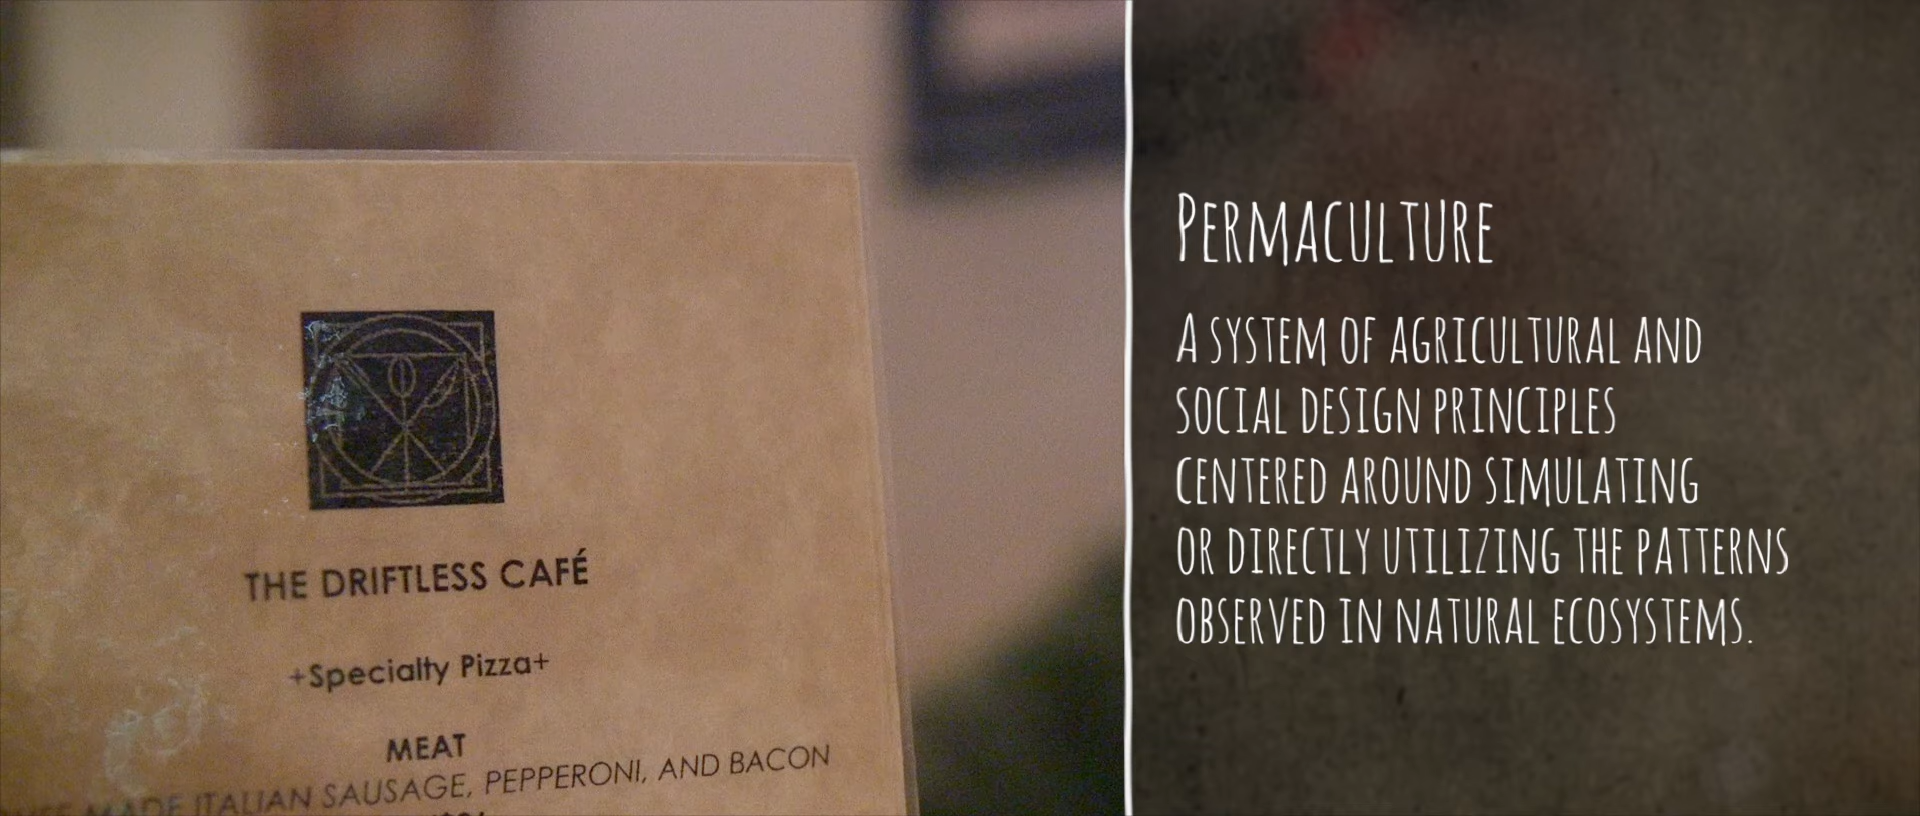 THE DRIFTLESS CAFÉ
+Specialty Pizza+
MEAT
MADE ITALIAN SAUSAGE, PEPPERONI, AND BACON
PERMACULTURE
A SYSTEM OF AGRICULTURAL AND
SOCIAL DESIGN PRINCIPLES
CENTERED AROUND SIMULATING
OR DIRECTLY UTILIZING THE PATTERNS
OBSERVED IN NATURAL ECOSYSTEMS.